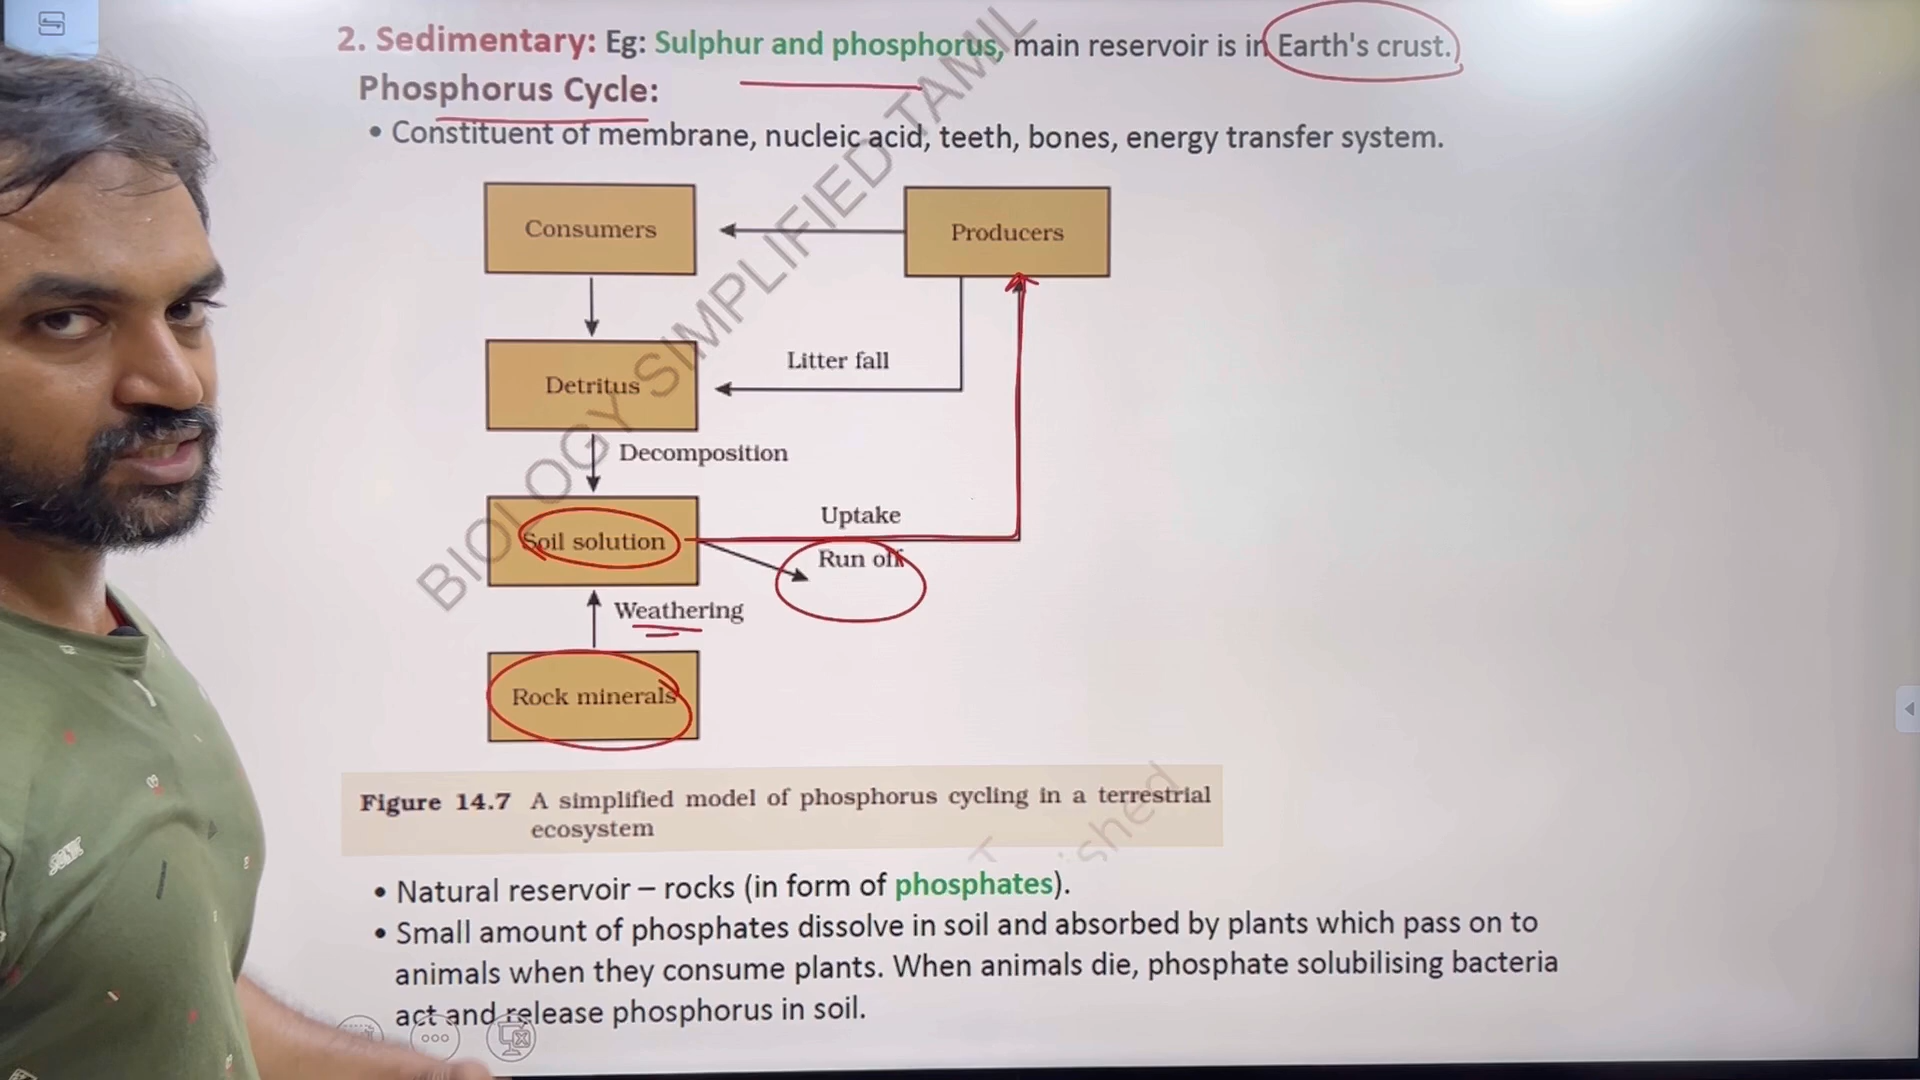 2. Sedimentary: Eg: Sulphur and phosphorus, main reservoir is in Earth's crust.
Phosphorus Cycle:
• Constituent of membrane, nucleic acid, teeth, bones, energy transfer system.
Consumers
Producers
Litter fall
Detritus
Decomposition
Uptake
Soil solution
Run off
Weathering
Rock minerals
BIOLOGY SIMPLIFIED TAMIL
Figure 14.7 A simplified model of phosphorus cycling in a terrestrial
ecosystem
• Natural reservoir – rocks (in form of phosphates).
• Small amount of phosphates dissolve in soil and absorbed by plants which pass on to
animals when they consume plants. When animals die, phosphate solubilising bacteria
act and release phosphorus in soil.